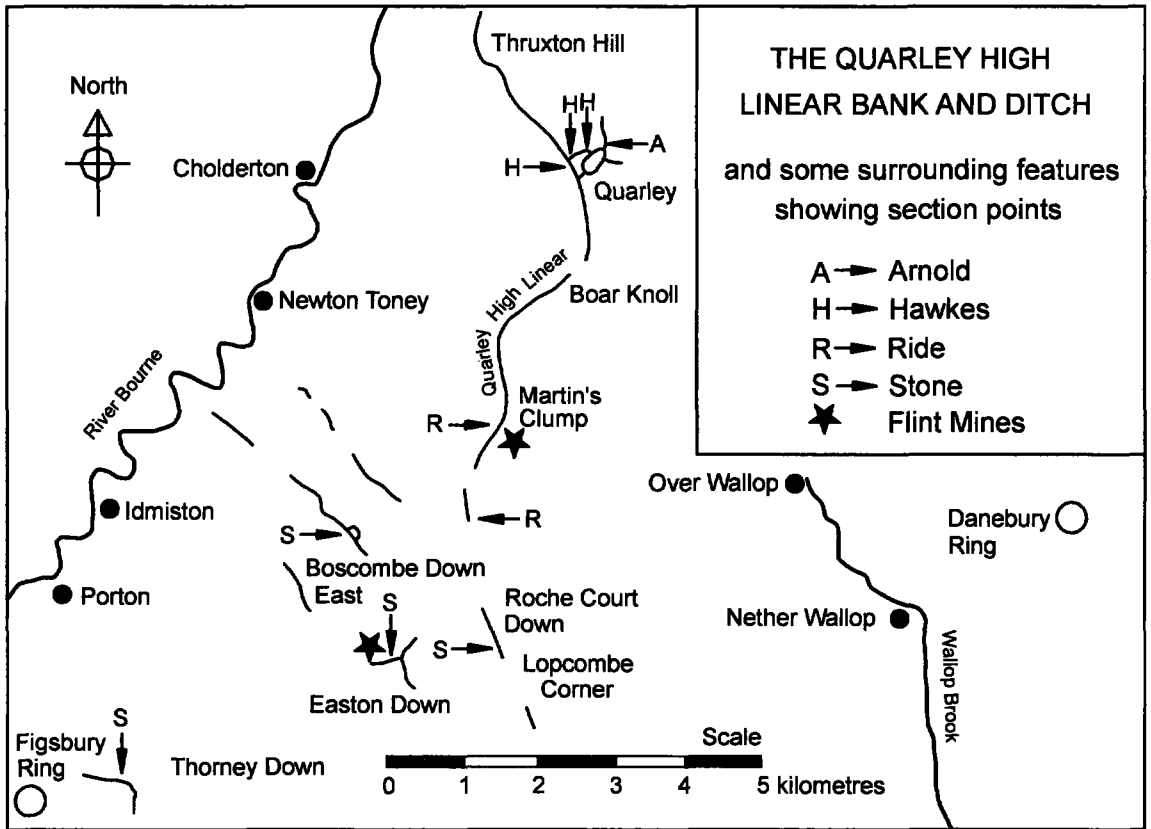 Thruxton Hill
THE QUARLEY HIGH
LINEAR BANK AND DITCH
and some surrounding features
showing section points
A Arnold
H Hawkes
R Ride
S Stone
Flint Mines
North
H H
A
H
Quarley
Cholderton
Newton Toney
Quarley High Linear
Boar Knoll
River Bourne
Martin's
Clump
R
R
Over Wallop
Danebury
Ring
Idmiston
S
Boscombe Down
East
Porton
S
Roche Court
Down
Nether Wallop
S
Lopcombe
Corner
Easton Down
Wallop Brook
S
Figsbury
Ring
Thorney Down
Scale
0 1 2 3 4 5 kilometres